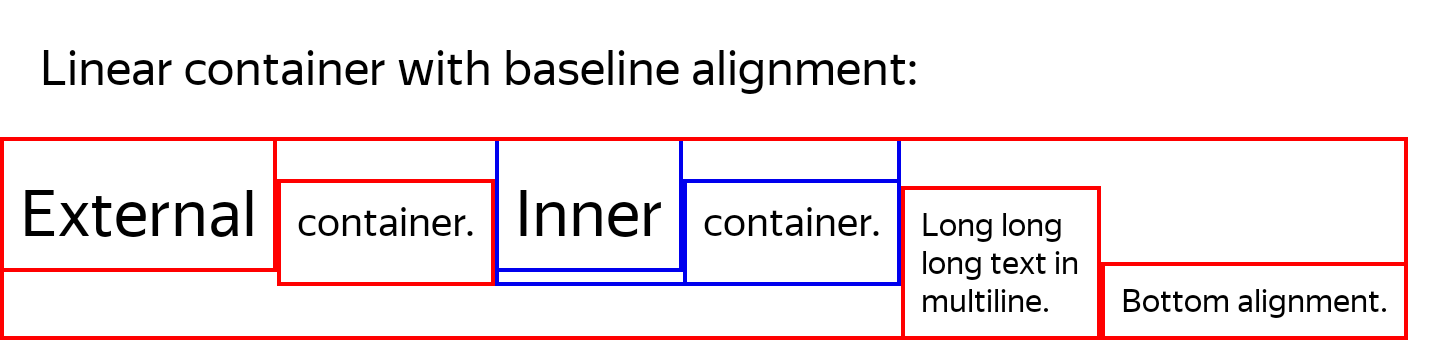 Linear container with baseline alignment:
External container. Inner container. Long long
long text in
multiline.
Bottom alignment.